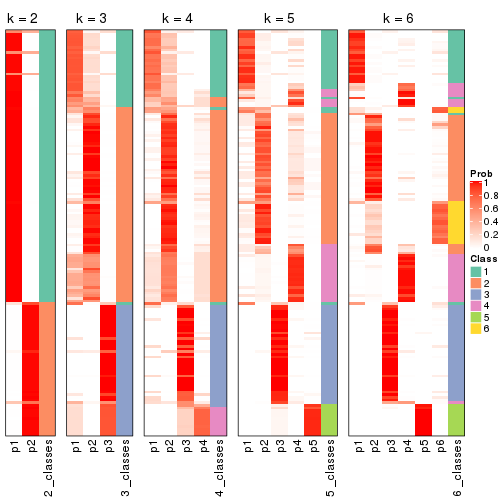 k = 2
k = 3
k = 4
k = 5
k = 6
p1
p2
2_classes
p1
p2
p3
3_classes
p1
p2
p3
p4
4_classes
p1
p2
p3
p4
p5
5_classes
p1
p2
p3
p4
p5
p6
6_classes
Prob
1
0.8
0.6
0.4
0.2
0
Class
1
2
3
4
5
6